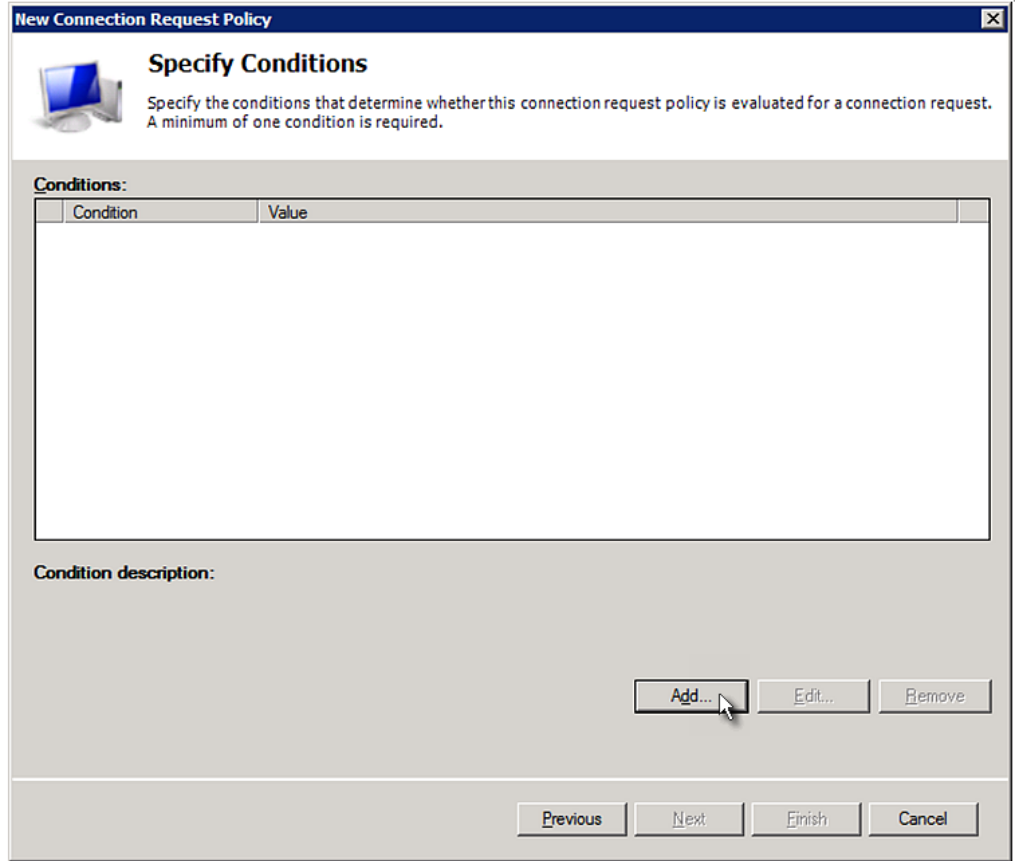 New Connection Request Policy
Specify Conditions
Specify the conditions that determine whether this connection request policy is evaluated for a connection request.
A minimum of one condition is required.
Conditions:
Condition Value
Condition description:
Add... Edit... Remove
Previous Next Finish Cancel